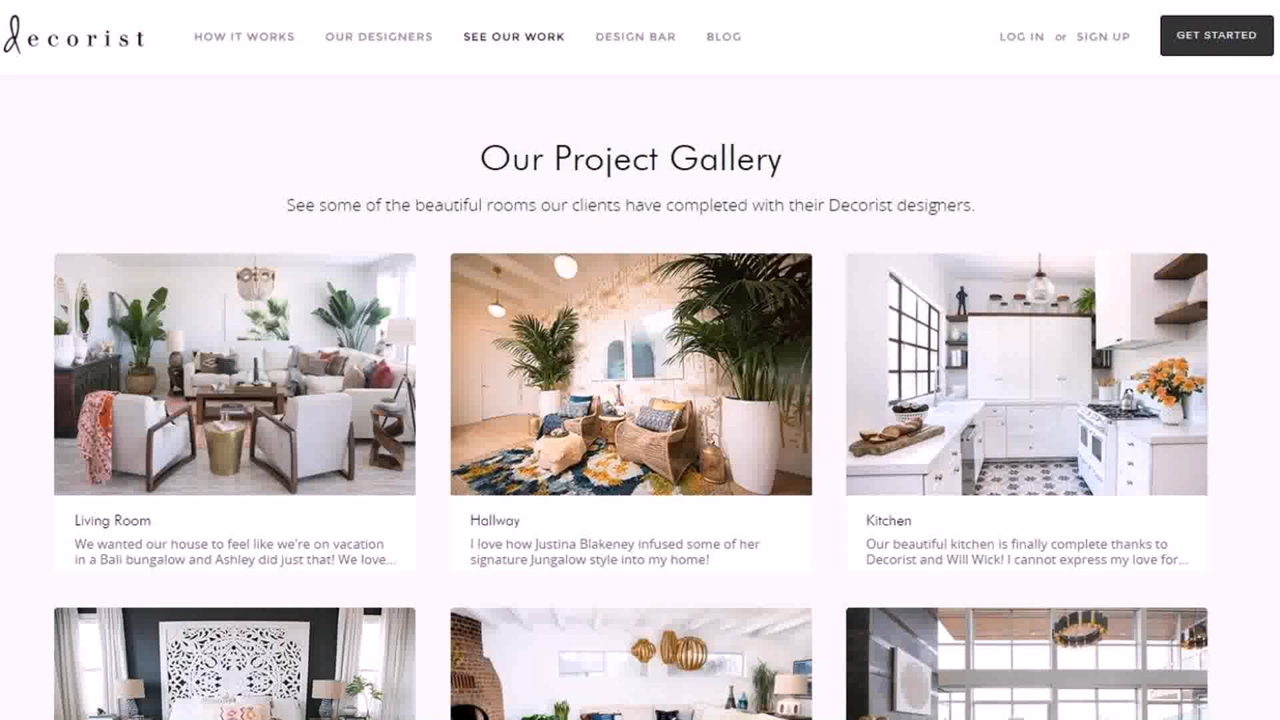 decorist HOW IT WORKS OUR DESIGNERS SEE OUR WORK DESIGN BAR BLOG LOG IN or SIGN UP GET STARTED
Our Project Gallery
See some of the beautiful rooms our clients have completed with their Decorist designers.
Living Room
We wanted our house to feel like we're on vacation
in a Bali bungalow and Ashley did just that! We love...
Hallway
I love how Justina Blakeney infused some of her
signature Jungalow style into my home!
Kitchen
Our beautiful kitchen is finally complete thanks to
Decorist and Will Wick! I cannot express my love for...